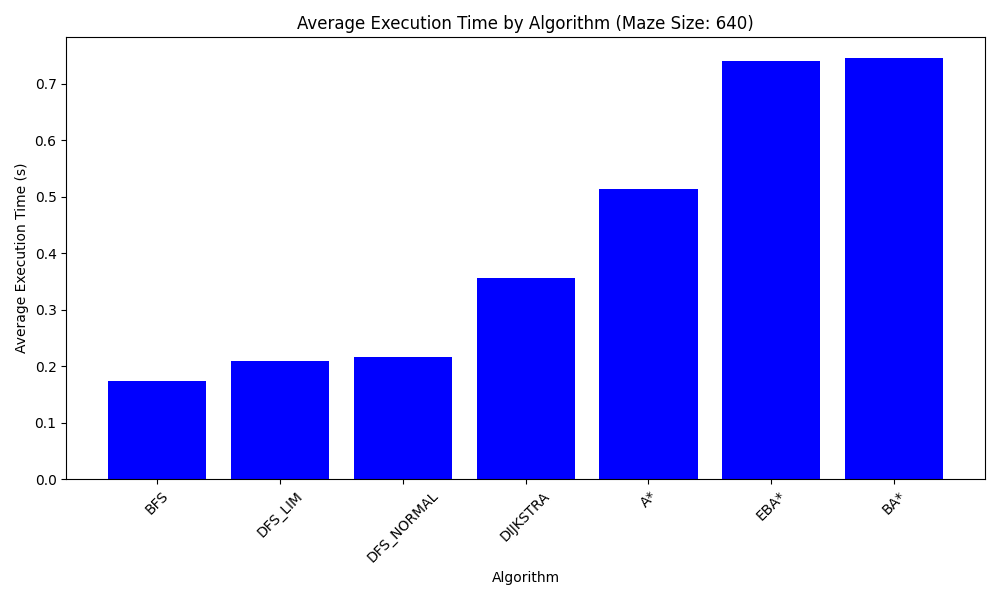 Average Execution Time by Algorithm (Maze Size: 640)
Average Execution Time (s)
0.7
0.6
0.5
0.4
0.3
0.2
0.1
0.0
BFS
DFS_LIM
DFS_NORMAL
DIJKSTRA
A*
EBA*
BA*
Algorithm